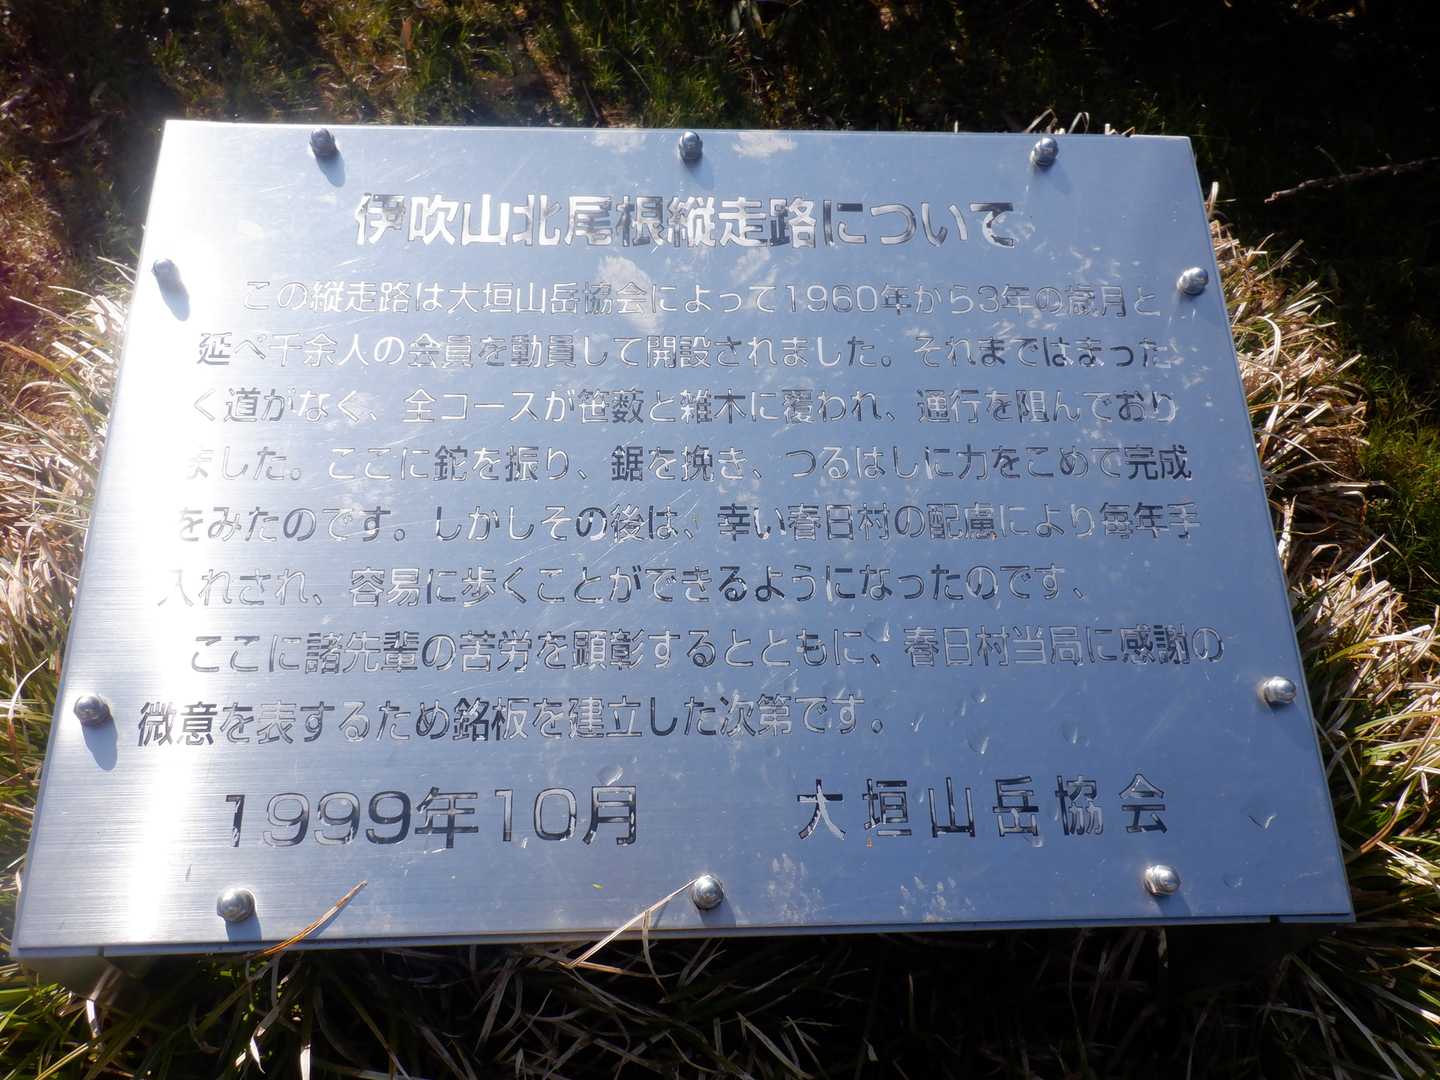 伊吹山北尾根縦走路について
この縦走路は大垣山岳協会によって1960年から3年の歳月と
延べ千余人の会員を動員して開設されました。それまではまった
く道がなく、全コースが笹薮と雑木に覆われ、通行を阻んでおり
ました。ここに鉈を振り、鋸を挽き、つるはしに力をこめて完成
をみたのです。しかしその後は、幸い春日村の配慮により毎年手
入れされ、容易に歩くことができるようになったのです、
ここに諸先輩の苦労を顕彰するとともに、春日村当局に感謝の
微意を表するため銘板を建立した次第です。
1999年10月 大垣山岳協会